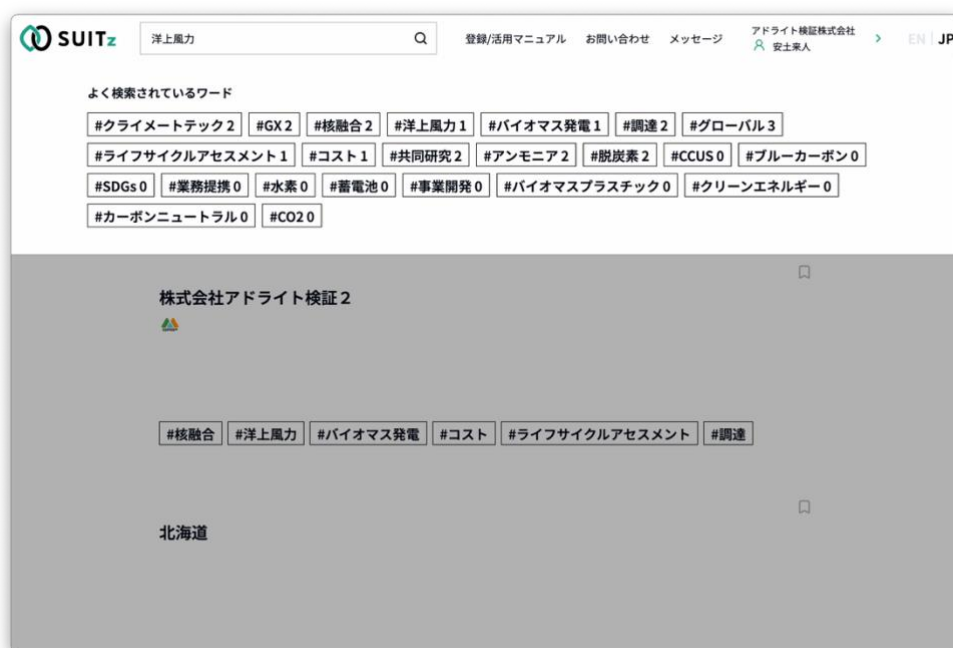 SUITz 洋上風力 登録/活用マニュアル お問い合わせ メッセージ アドライト検証株式会社 EN | JP
安土来人
よく検索されているワード
#クライメートテック 2 #GX 2 #核融合 2 #洋上風力 1 #バイオマス発電 1 #調達 2 #グローバル 3
#ライフサイクルアセスメント 1 #コスト 1 #共同研究 2 #アンモニア 2 #脱炭素 2 #CCUS 0 #ブルーカーボン 0
#SDGs 0 #業務提携 0 #水素 0 #蓄電池 0 #事業開発 0 #バイオマスプラスチック 0 #クリーンエネルギー 0
#カーボンニュートラル 0 #CO2 0
株式会社アドライト検証２
#核融合 #洋上風力 #バイオマス発電 #コスト #ライフサイクルアセスメント #調達
北海道